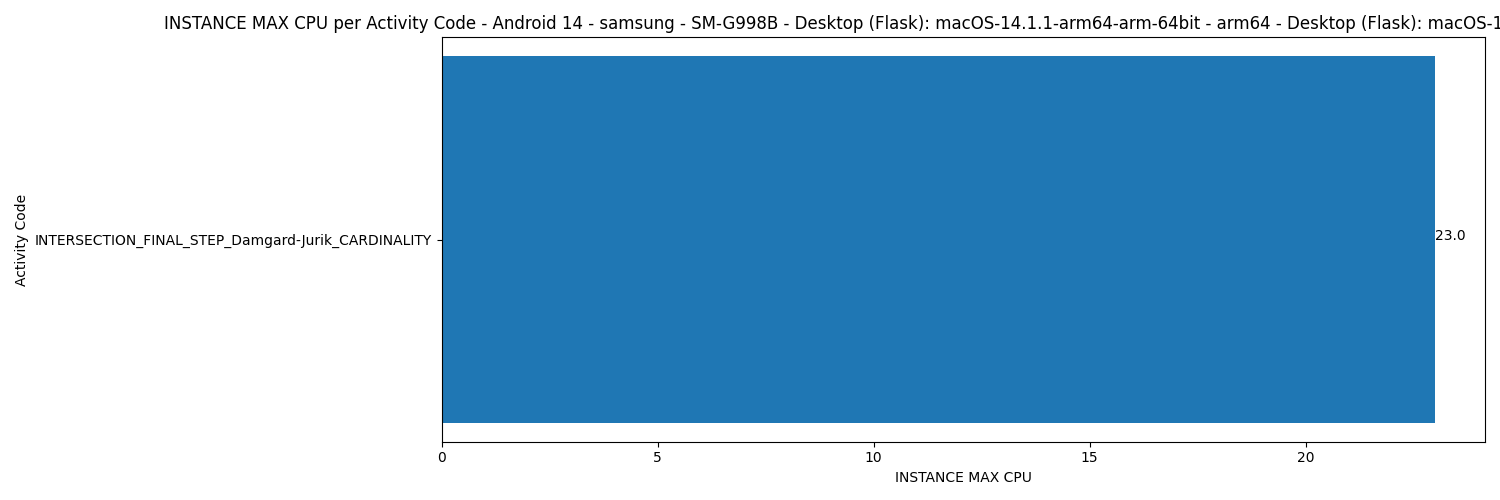 INSTANCE MAX CPU per Activity Code - Android 14 - samsung - SM-G998B - Desktop (Flask): macOS-14.1.1-arm64-arm-64bit - arm64 - Desktop (Flask): macOS-1
Activity Code
INTERSECTION_FINAL_STEP_Damgard-Jurik_CARDINALITY
23.0
0 5 10 15 20
INSTANCE MAX CPU